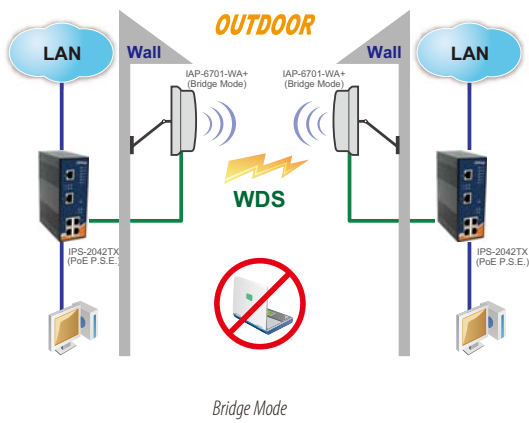 OUTDOOR
LAN
Wall
Wall
LAN
IAP-6701-WA+
(Bridge Mode)
IAP-6701-WA+
(Bridge Mode)
WDS
IPS-2042TX
(PoE P.S.E.)
IPS-2042TX
(PoE P.S.E.)
Bridge Mode